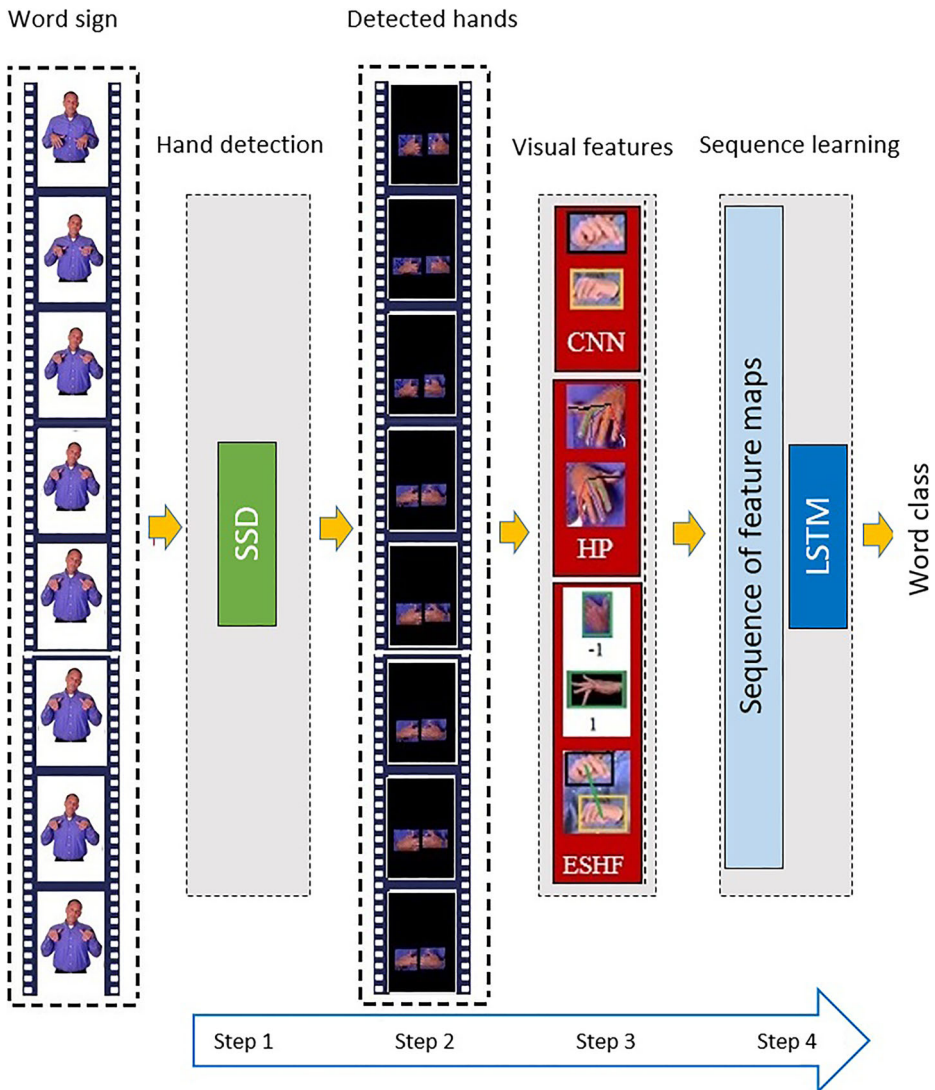 Word sign
Detected hands
Hand detection
Visual features
Sequence learning
SSD
CNN
HP
-1
1
ESHF
Sequence of feature maps
LSTM
Word class
Step 1
Step 2
Step 3
Step 4